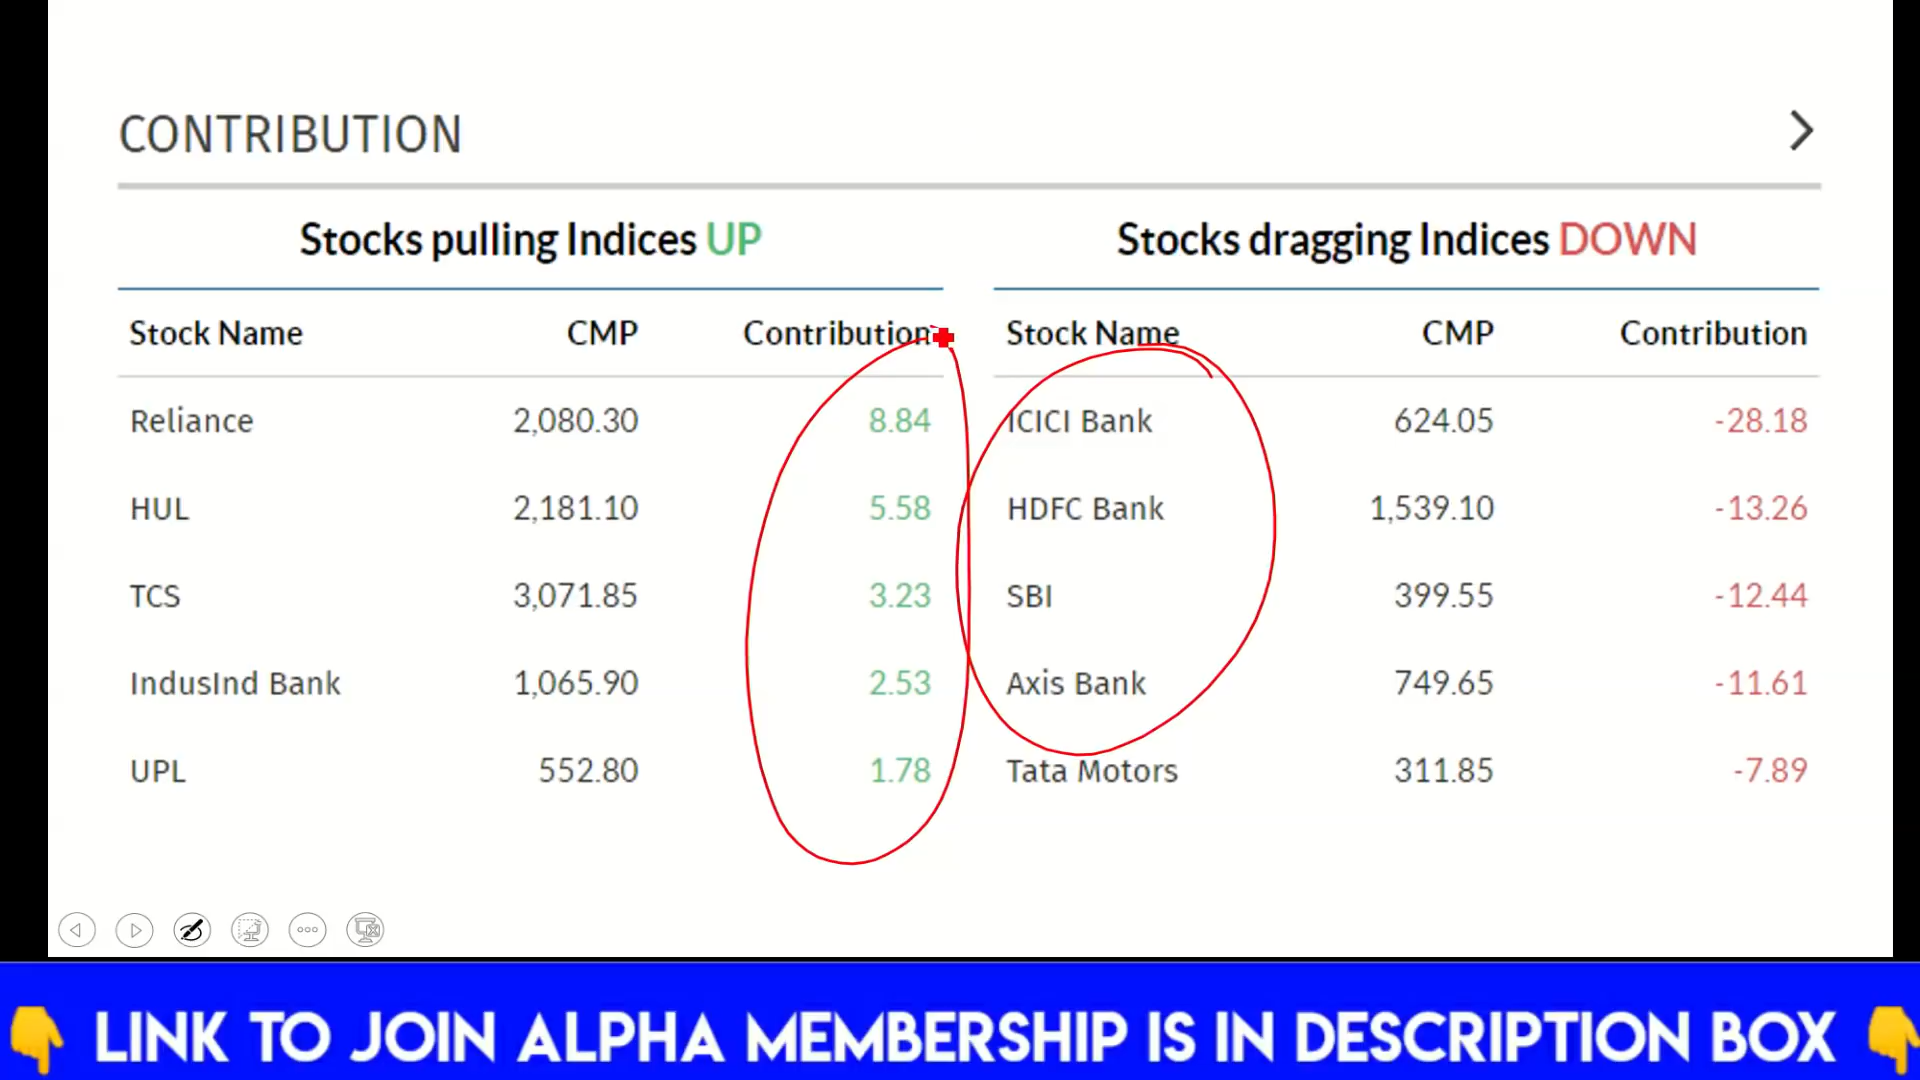 CONTRIBUTION
Stocks pulling Indices UP
Stock Name CMP Contribution
Reliance 2,080.30 8.84
HUL 2,181.10 5.58
TCS 3,071.85 3.23
IndusInd Bank 1,065.90 2.53
UPL 552.80 1.78
Stocks dragging Indices DOWN
Stock Name CMP Contribution
ICICI Bank 624.05 -28.18
HDFC Bank 1,539.10 -13.26
SBI 399.55 -12.44
Axis Bank 749.65 -11.61
Tata Motors 311.85 -7.89
LINK TO JOIN ALPHA MEMBERSHIP IS IN DESCRIPTION BOX